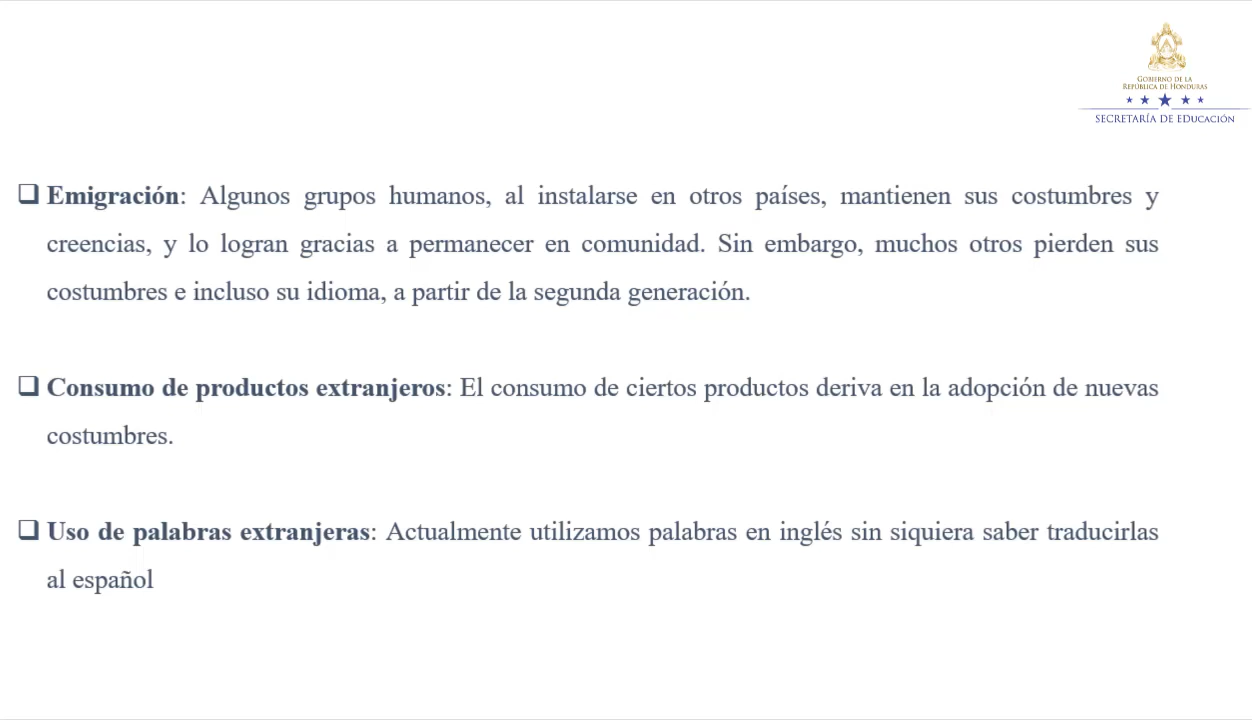 GOBIERNO DE LA
REPÚBLICA DE HONDURAS
SECRETARÍA DE EDUCACIÓN
❑ Emigración: Algunos grupos humanos, al instalarse en otros países, mantienen sus costumbres y
creencias, y lo logran gracias a permanecer en comunidad. Sin embargo, muchos otros pierden sus
costumbres e incluso su idioma, a partir de la segunda generación.
❑ Consumo de productos extranjeros: El consumo de ciertos productos deriva en la adopción de nuevas
costumbres.
❑ Uso de palabras extranjeras: Actualmente utilizamos palabras en inglés sin siquiera saber traducirlas
al español